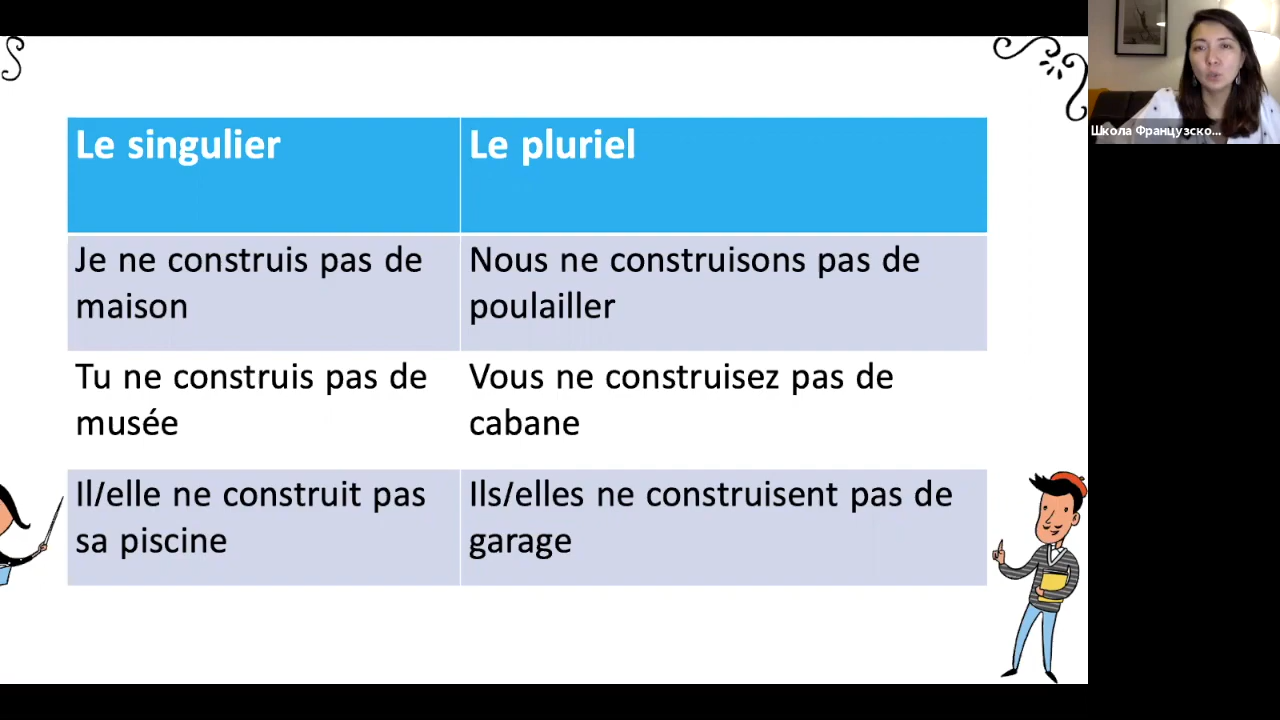 Le singulier
Le pluriel
Je ne construis pas de
maison
Nous ne construisons pas de
poulailler
Tu ne construis pas de
musée
Vous ne construisez pas de
cabane
Il/elle ne construit pas
sa piscine
Ils/elles ne construisent pas de
garage
Школа Французско...